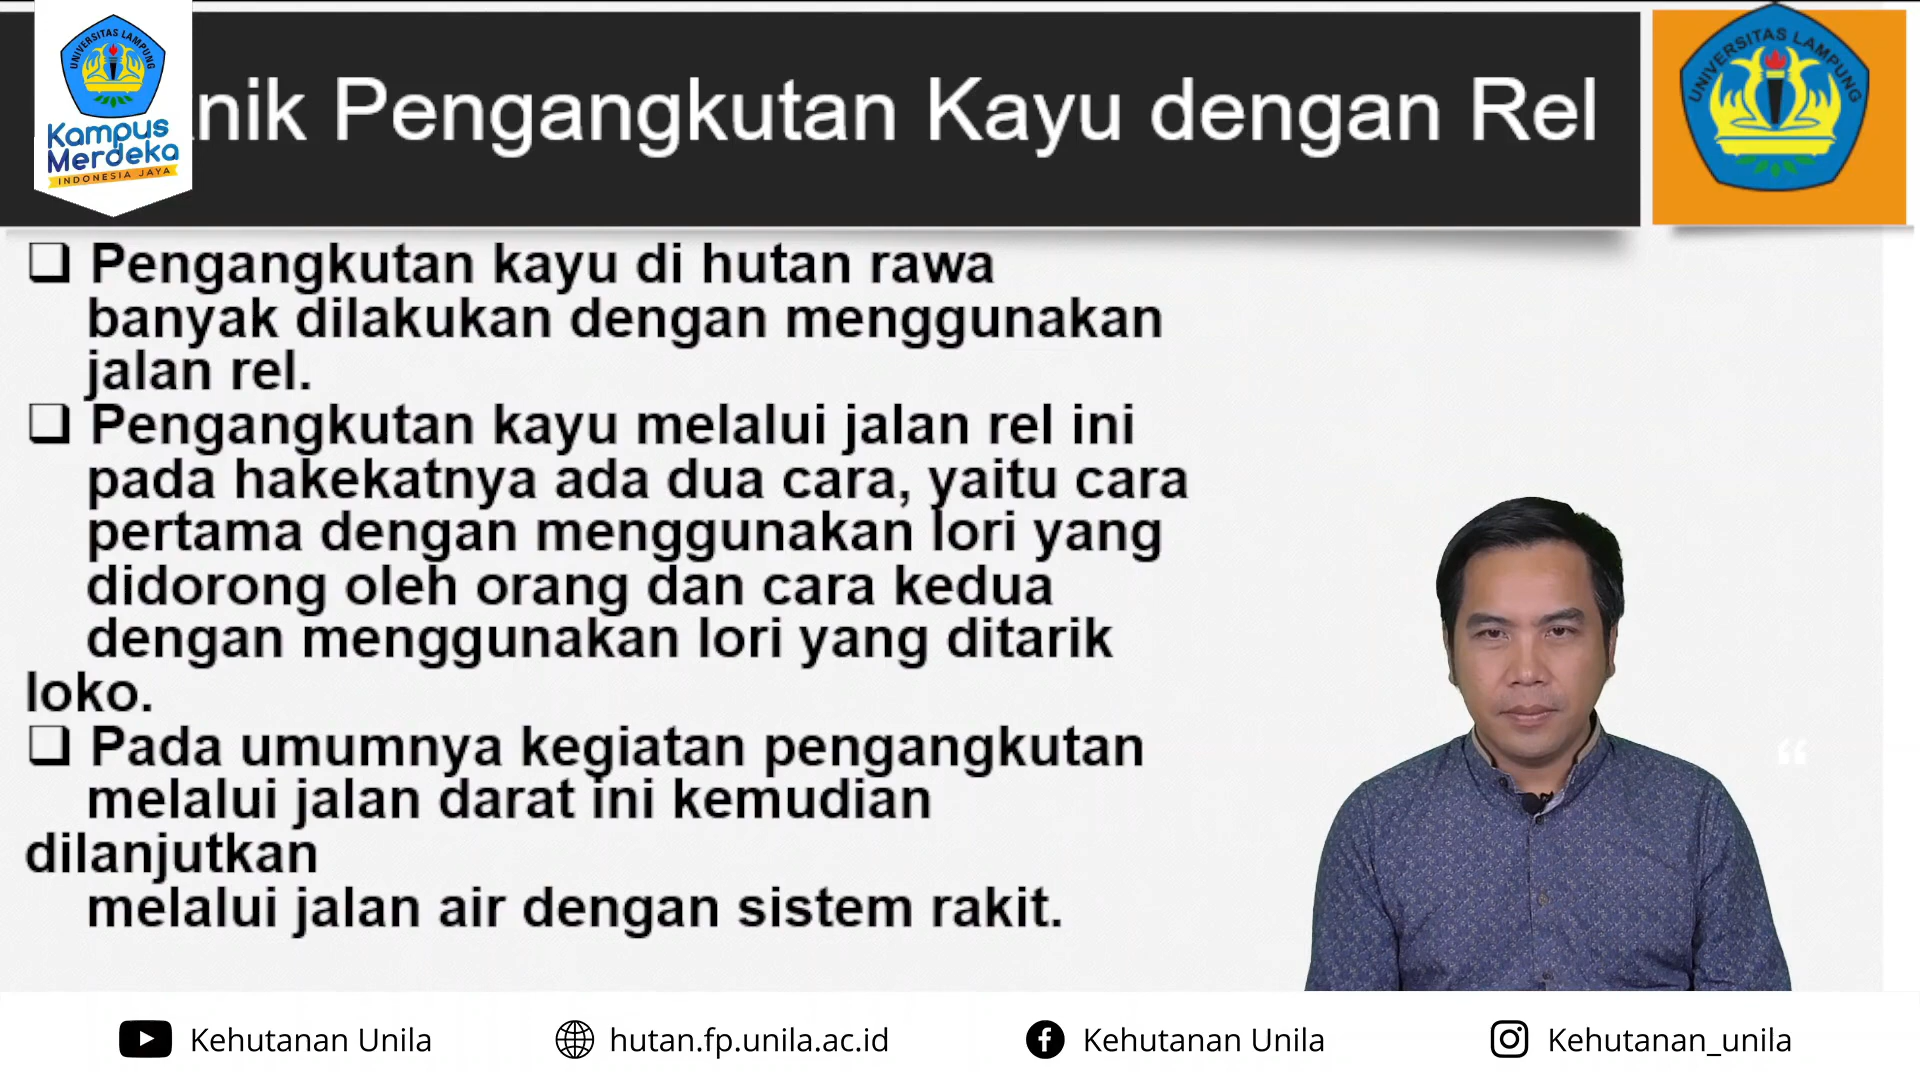 UNIVERSITAS LAMPUNG
Kampus
Merdeka
INDONESIA JAYA
nik Pengangkutan Kayu dengan Rel
UNIVERSITAS LAMPUNG
❑ Pengangkutan kayu di hutan rawa
banyak dilakukan dengan menggunakan
jalan rel.
❑ Pengangkutan kayu melalui jalan rel ini
pada hakekatnya ada dua cara, yaitu cara
pertama dengan menggunakan lori yang
didorong oleh orang dan cara kedua
dengan menggunakan lori yang ditarik
loko.
❑ Pada umumnya kegiatan pengangkutan
melalui jalan darat ini kemudian
dilanjutkan
melalui jalan air dengan sistem rakit.
“
Kehutanan Unila
hutan.fp.unila.ac.id
Kehutanan Unila
Kehutanan_unila